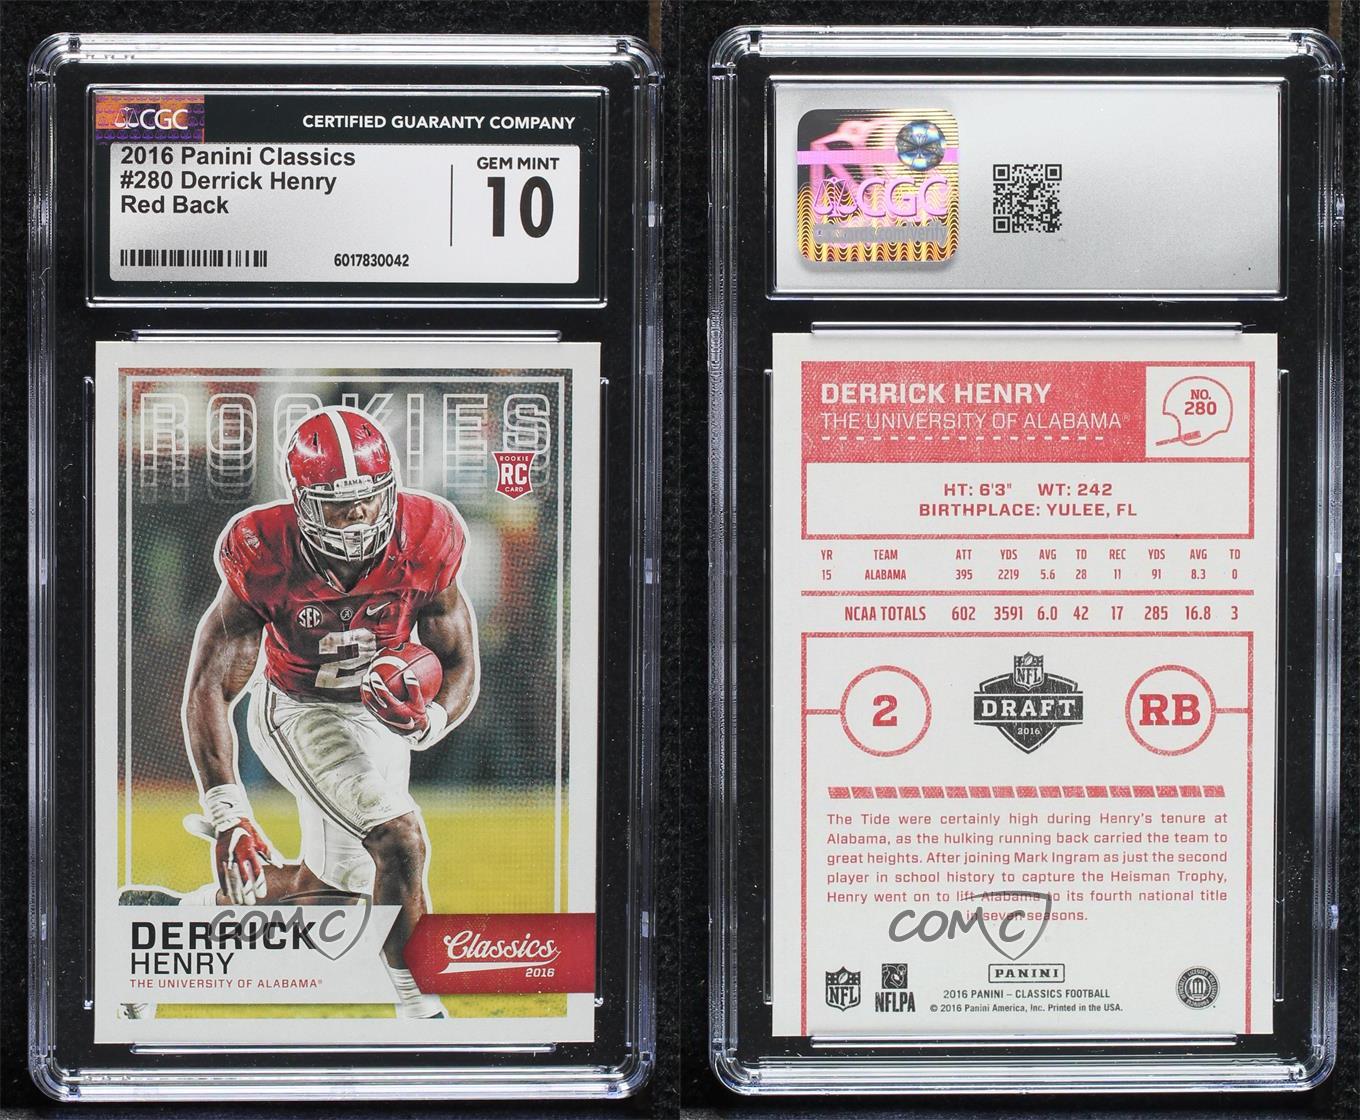 CGC
CERTIFIED GUARANTY COMPANY
2016 Panini Classics
#280 Derrick Henry
Red Back
GEM MINT
10
6017830042
ROOKIES
ROOKIE
RC
CARD
BAMA
SEC
A
2
DERRICK
HENRY
THE UNIVERSITY OF ALABAMA®
Classics
2016
COMC
CGC
DERRICK HENRY
THE UNIVERSITY OF ALABAMA®
NO.
280
HT: 6'3" WT: 242
BIRTHPLACE: YULEE, FL
YR TEAM ATT YDS AVG TD REC YDS AVG TD
15 ALABAMA 395 2219 5.6 28 11 91 8.3 0
NCAA TOTALS 602 3591 6.0 42 17 285 16.8 3
2
NFL
DRAFT
2016
RB
The Tide were certainly high during Henry's tenure at
Alabama, as the hulking running back carried the team to
great heights. After joining Mark Ingram as just the second
player in school history to capture the Heisman Trophy,
Henry went on to lift Alabama to its fourth national title
in seven seasons.
COMC
NFL
NFLPA
PANINI
2016 PANINI – CLASSICS FOOTBALL
© 2016 Panini America, Inc. Printed in the USA.